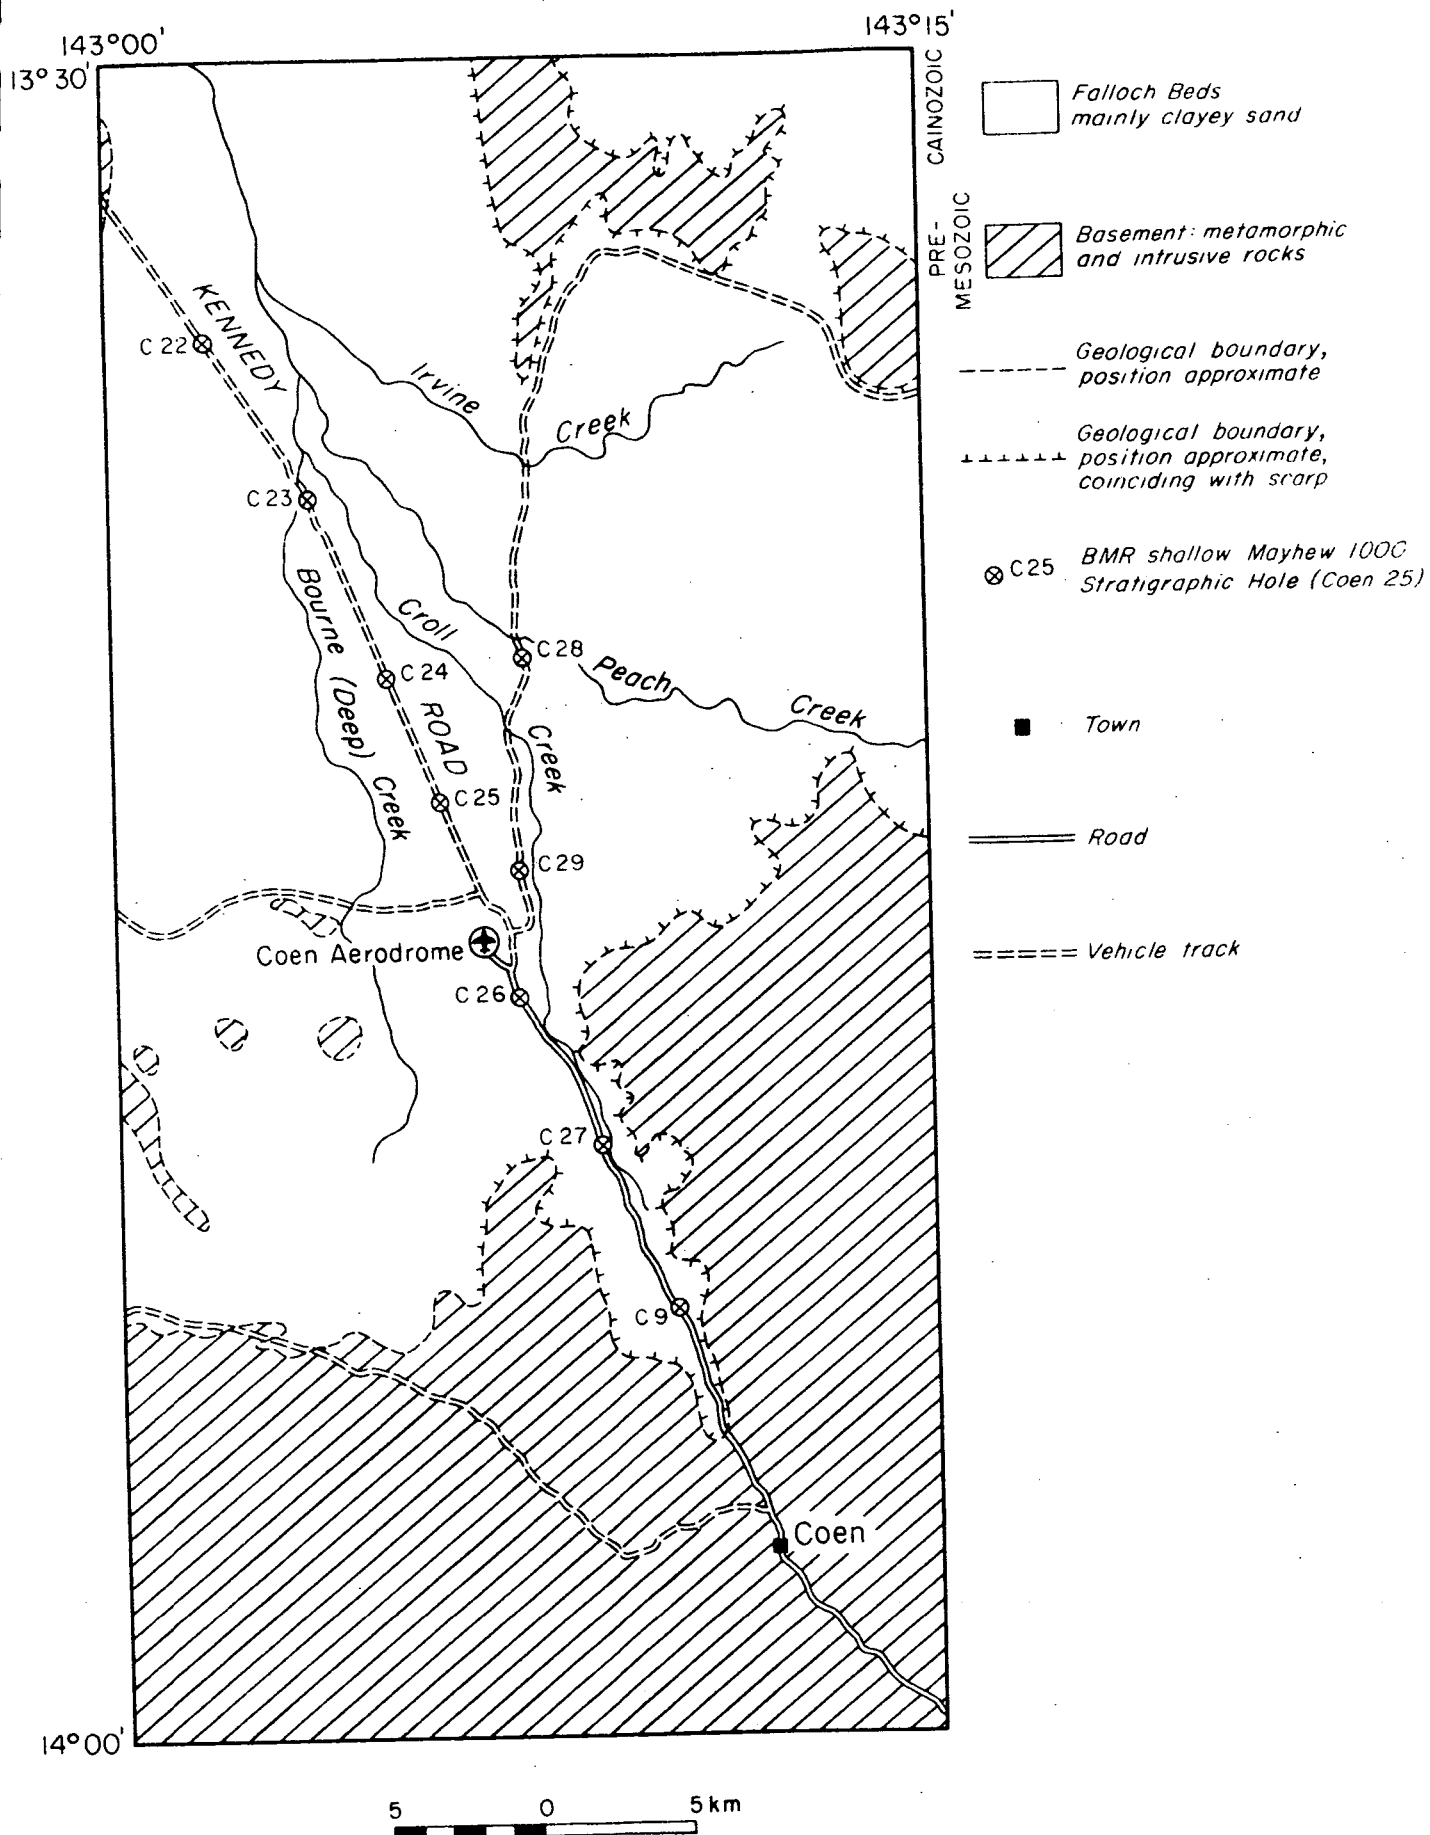 143°00'
143°15'
13°30'
CAINOZOIC
Falloch Beds
mainly clayey sand
PRE-
MESOZOIC
Basement: metamorphic
and intrusive rocks
Geological boundary,
position approximate
Geological boundary,
position approximate,
coinciding with scarp
C25
BMR shallow Mayhew 1000
Stratigraphic Hole (Coen 25)
Town
Road
Vehicle track
KENNEDY
C 22
Irvine
Creek
C 23
Bourne (Deep) Creek
Croll
C 28
Peach
Creek
C 24
ROAD
Creek
C 25
C 29
Coen Aerodrome
C 26
C 27
C 9
Coen
14°00'
5
0
5 km